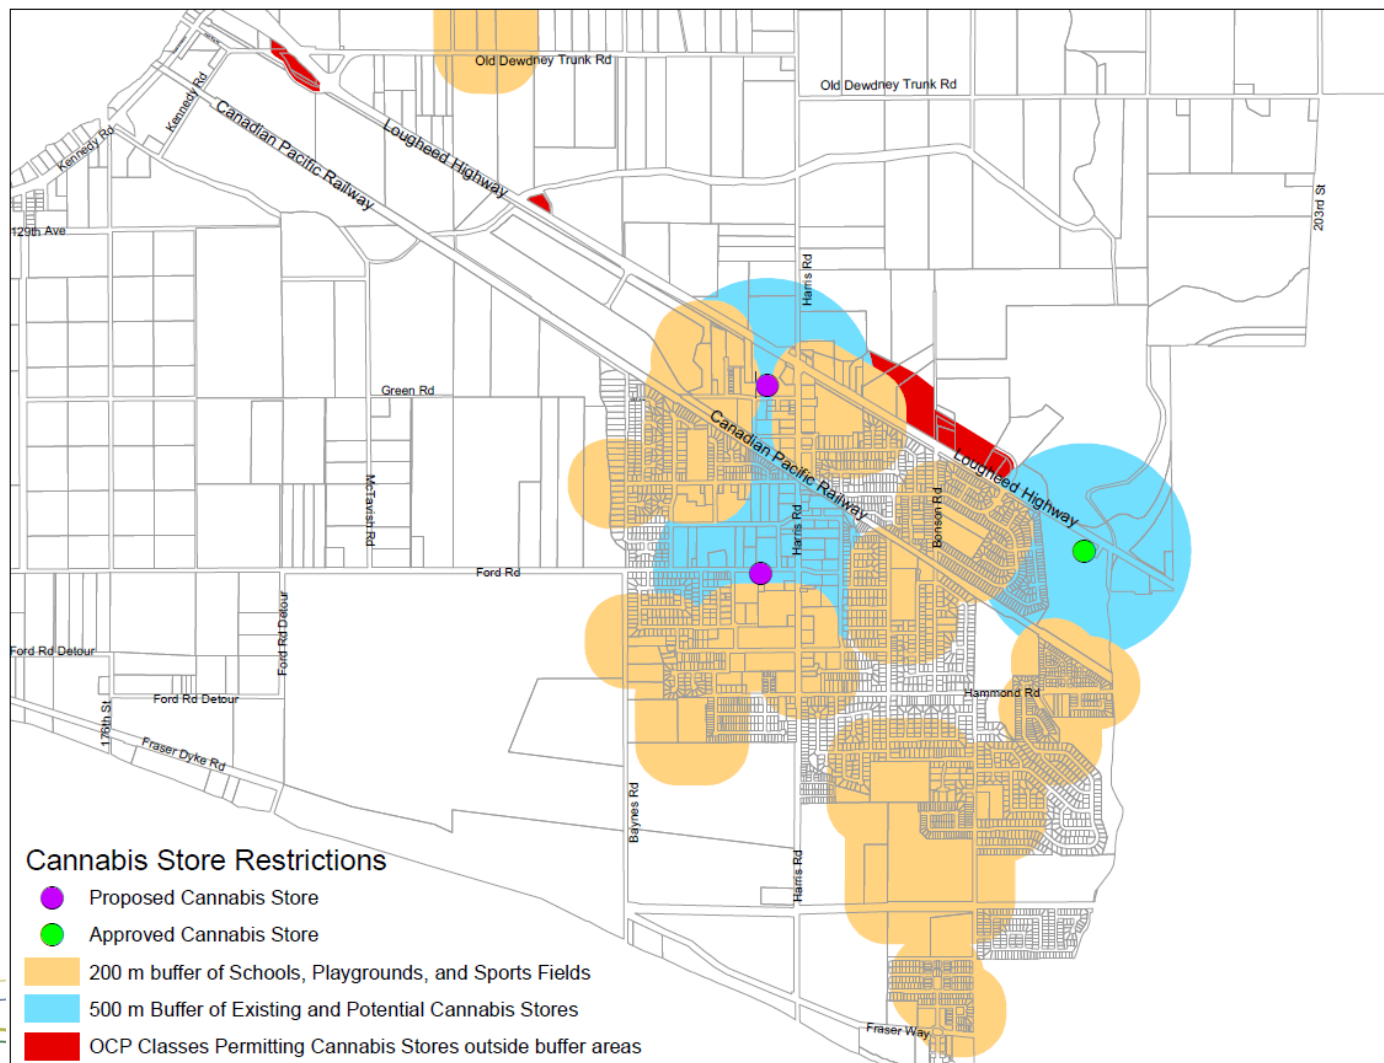 Old Dewdney Trunk Rd
Old Dewdney Trunk Rd
Kennedy Rd
Kennedy Rd
Canadian Pacific Railway
Lougheed Highway
203rd St
129th Ave
Harris Rd
Green Rd
Canadian Pacific Railway
Lougheed Highway
McTavish Rd
Harris Rd
Bonson Rd
Ford Rd
Ford Rd Detour
Ford Rd Detour
Ford Rd Detour
Hammond Rd
176th St
Fraser Dyke Rd
Baynes Rd
Harris Rd
Fraser Way
Cannabis Store Restrictions
Proposed Cannabis Store
Approved Cannabis Store
200 m buffer of Schools, Playgrounds, and Sports Fields
500 m Buffer of Existing and Potential Cannabis Stores
OCP Classes Permitting Cannabis Stores outside buffer areas